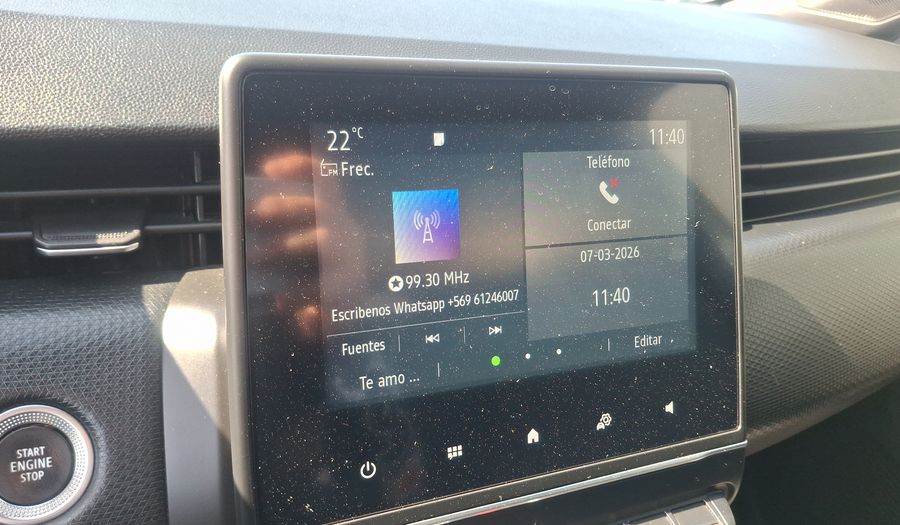 22°C
11:40
FM Frec.
99.30 MHz
Escribenos Whatsapp +569 61246007
Fuentes
Te amo ...
Teléfono
Conectar
07-03-2026
11:40
Editar
START
ENGINE
STOP